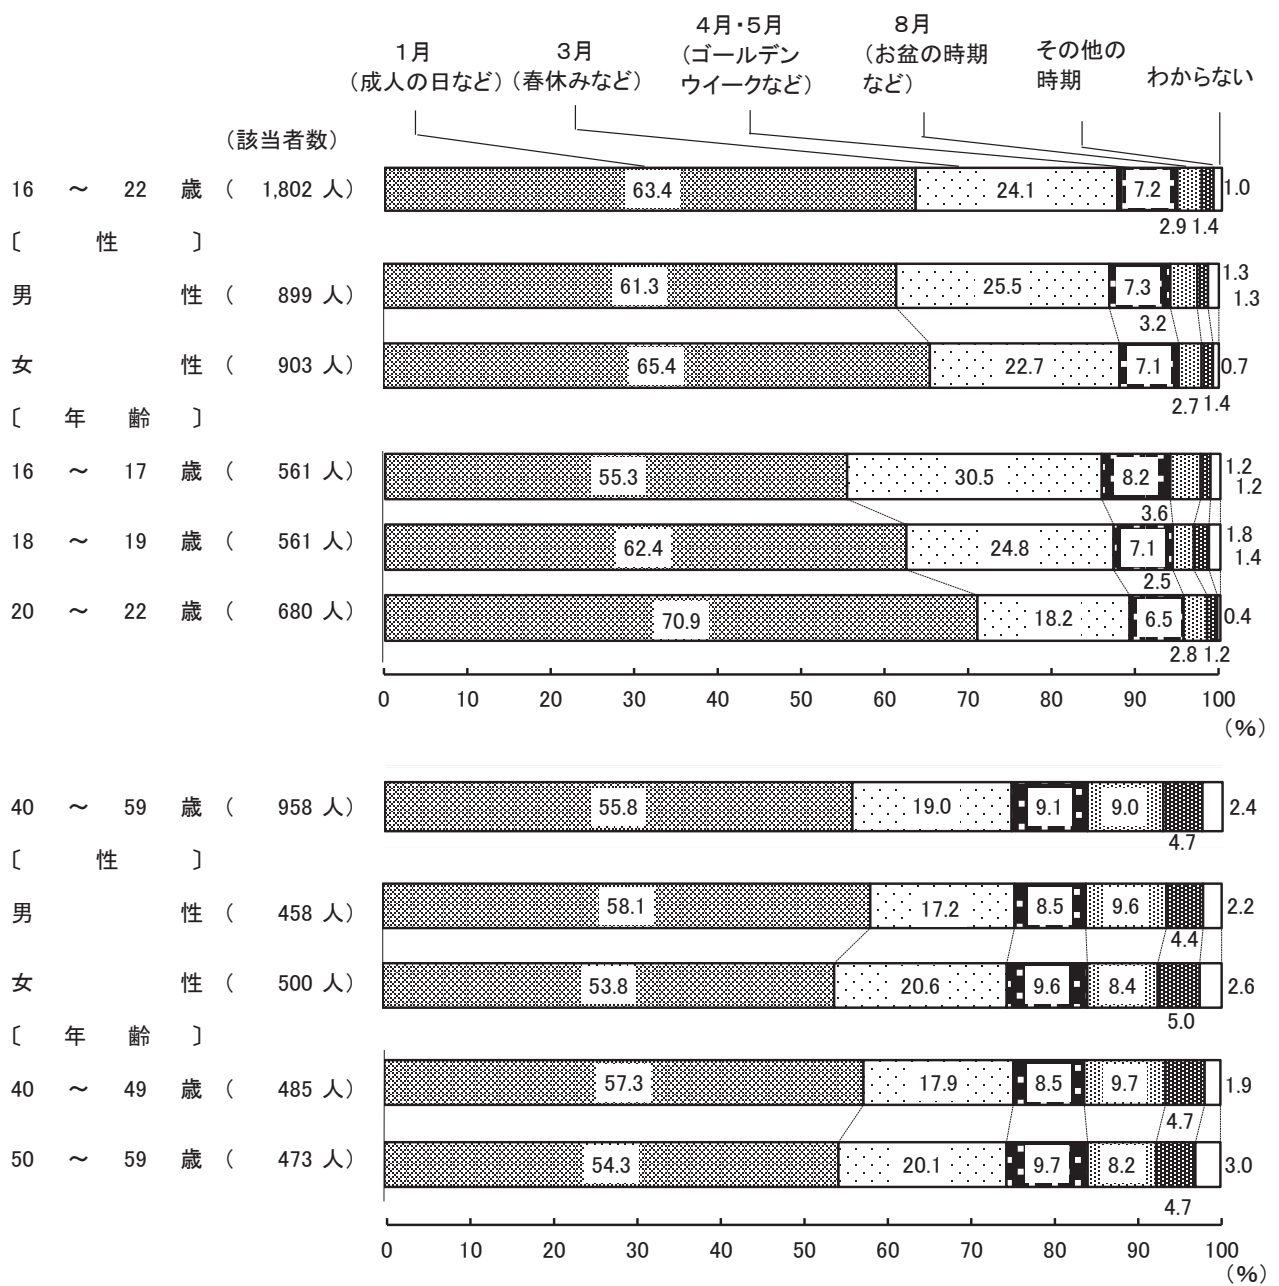 1月
(成人の日など)
3月
(春休みなど)
4月・5月
(ゴールデン
ウイークなど)
8月
(お盆の時期
など)
その他の
時期
わからない
(該当者数)
16 ～ 22 歳 ( 1,802 人) 63.4 24.1 7.2 1.0
2.9 1.4
〔 性 〕
男 性 ( 899 人) 61.3 25.5 7.3 1.3
1.3
3.2
女 性 ( 903 人) 65.4 22.7 7.1 0.7
2.7 1.4
〔 年 齢 〕
16 ～ 17 歳 ( 561 人) 55.3 30.5 8.2 1.2
1.2
3.6
18 ～ 19 歳 ( 561 人) 62.4 24.8 7.1 1.8
1.4
2.5
20 ～ 22 歳 ( 680 人) 70.9 18.2 6.5 0.4
2.8 1.2
0 10 20 30 40 50 60 70 80 90 100
(%)
40 ～ 59 歳 ( 958 人) 55.8 19.0 9.1 9.0 2.4
4.7
〔 性 〕
男 性 ( 458 人) 58.1 17.2 8.5 9.6 2.2
4.4
女 性 ( 500 人) 53.8 20.6 9.6 8.4 2.6
5.0
〔 年 齢 〕
40 ～ 49 歳 ( 485 人) 57.3 17.9 8.5 9.7 1.9
4.7
50 ～ 59 歳 ( 473 人) 54.3 20.1 9.7 8.2 3.0
4.7
0 10 20 30 40 50 60 70 80 90 100
(%)